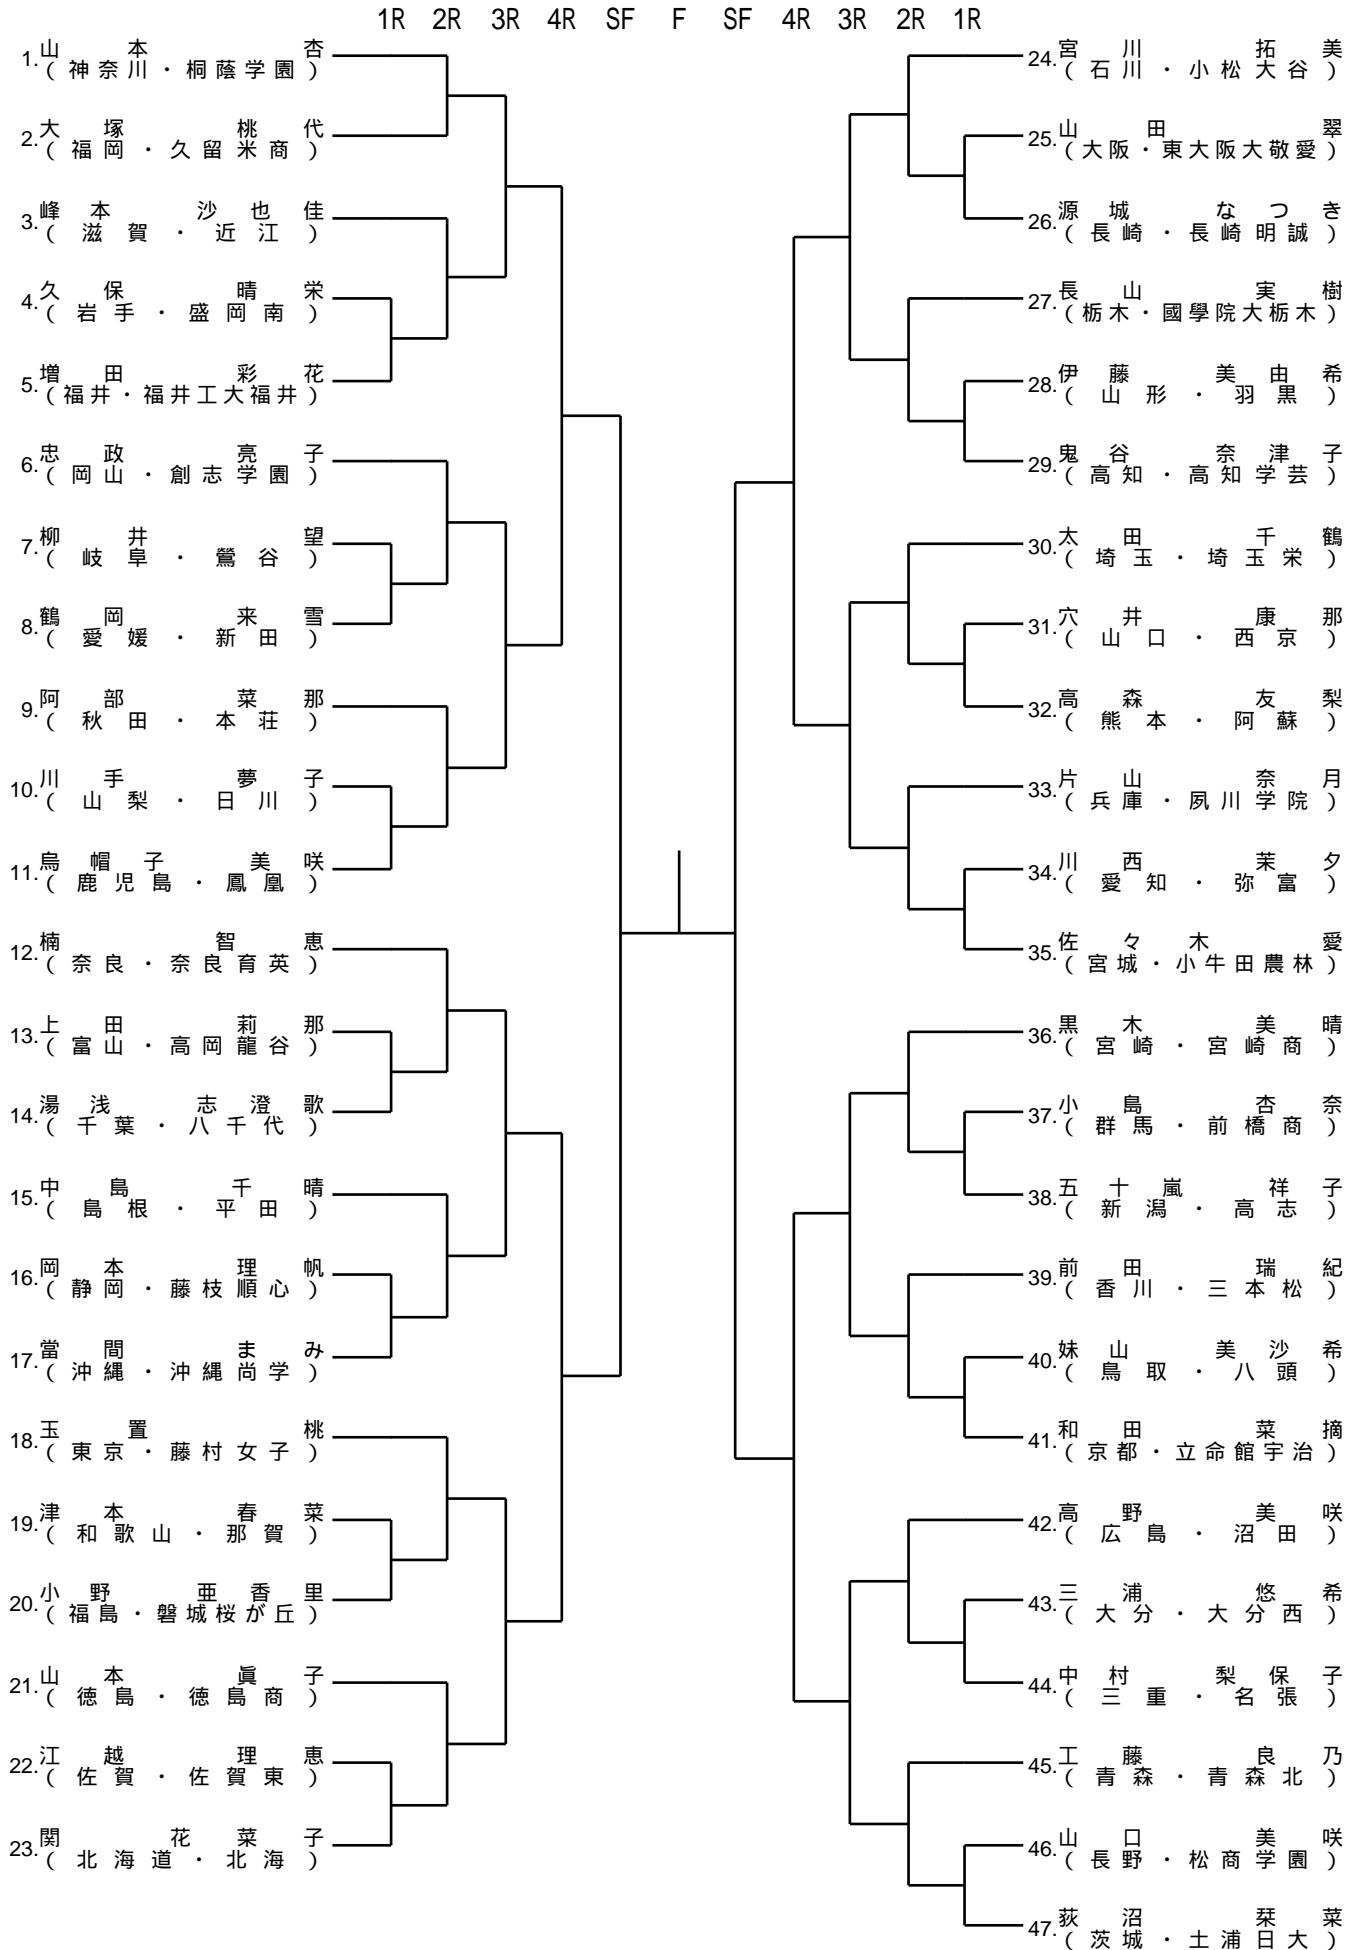 1R 2R 3R 4R SF F SF 4R 3R 2R 1R
1. 山本 杏
(神奈川・桐蔭学園)
2. 大塚 桃代
(福岡・久留米商)
3. 峰本 沙也佳
(滋賀・近江)
4. 久保 晴栄
(岩手・盛岡南)
5. 増田 彩花
(福井・福井工大福井)
6. 忠政 亮子
(岡山・創志学園)
7. 柳井 望
(岐阜・鶯谷)
8. 鶴岡 来雪
(愛媛・新田)
9. 阿部 菜那
(秋田・本荘)
10. 川手 夢子
(山梨・日川)
11. 烏帽子 美咲
(鹿児島・鳳凰)
12. 楠 智恵
(奈良・奈良育英)
13. 上田 莉那
(富山・高岡龍谷)
14. 湯浅 志澄歌
(千葉・八千代)
15. 中島 千晴
(島根・平田)
16. 岡本 理帆
(静岡・藤枝順心)
17. 當間 まみ
(沖縄・沖縄尚学)
18. 玉置 桃
(東京・藤村女子)
19. 津本 春菜
(和歌山・那賀)
20. 小野 亜香里
(福島・磐城桜が丘)
21. 山本 眞子
(徳島・徳島商)
22. 江越 理恵
(佐賀・佐賀東)
23. 関 花菜子
(北海道・北海)
24. 宮川 拓美
(石川・小松大谷)
25. 山田 翠
(大阪・東大阪大敬愛)
26. 源城 なつき
(長崎・長崎明誠)
27. 長山 実樹
(栃木・國學院大栃木)
28. 伊藤 美由希
(山形・羽黒)
29. 鬼谷 奈津子
(高知・高知学芸)
30. 太田 千鶴
(埼玉・埼玉栄)
31. 穴井 康那
(山口・西京)
32. 高森 友梨
(熊本・阿蘇)
33. 片山 奈月
(兵庫・夙川学院)
34. 川西 茉夕
(愛知・弥富)
35. 佐々木 愛
(宮城・小牛田農林)
36. 黒木 美晴
(宮崎・宮崎商)
37. 小島 杏奈
(群馬・前橋商)
38. 五十嵐 祥子
(新潟・高志)
39. 前田 瑞紀
(香川・三本松)
40. 妹山 美沙希
(鳥取・八頭)
41. 和田 菜摘
(京都・立命館宇治)
42. 高野 美咲
(広島・沼田)
43. 三浦 悠希
(大分・大分西)
44. 中村 梨保子
(三重・名張)
45. 工藤 良乃
(青森・青森北)
46. 山口 美咲
(長野・松商学園)
47. 荻沼 栞菜
(茨城・土浦日大)